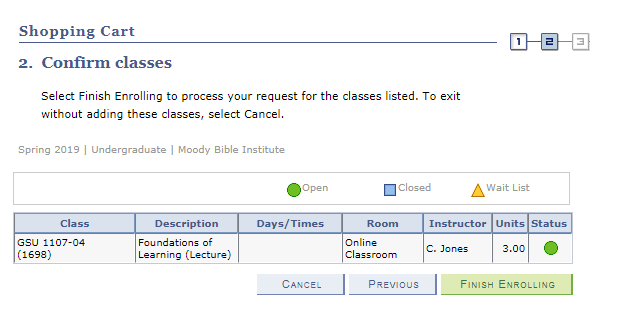 Shopping Cart
1 2 3
2. Confirm classes
Select Finish Enrolling to process your request for the classes listed. To exit
without adding these classes, select Cancel.
Spring 2019 | Undergraduate | Moody Bible Institute
Open Closed Wait List
Class Description Days/Times Room Instructor Units Status
GSU 1107-04 Foundations of Online
(1698) Learning (Lecture) Classroom C. Jones 3.00
CANCEL PREVIOUS FINISH ENROLLING